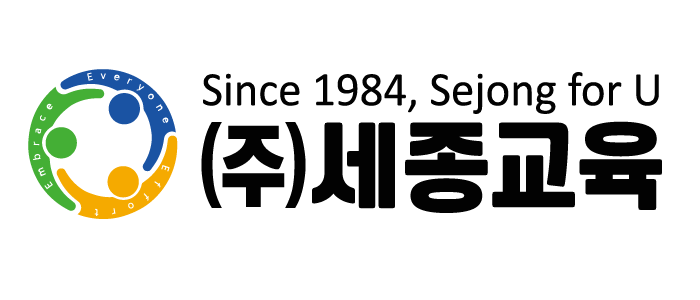 Everyone
Embrace
Effort
Since 1984, Sejong for U
(주)세종교육